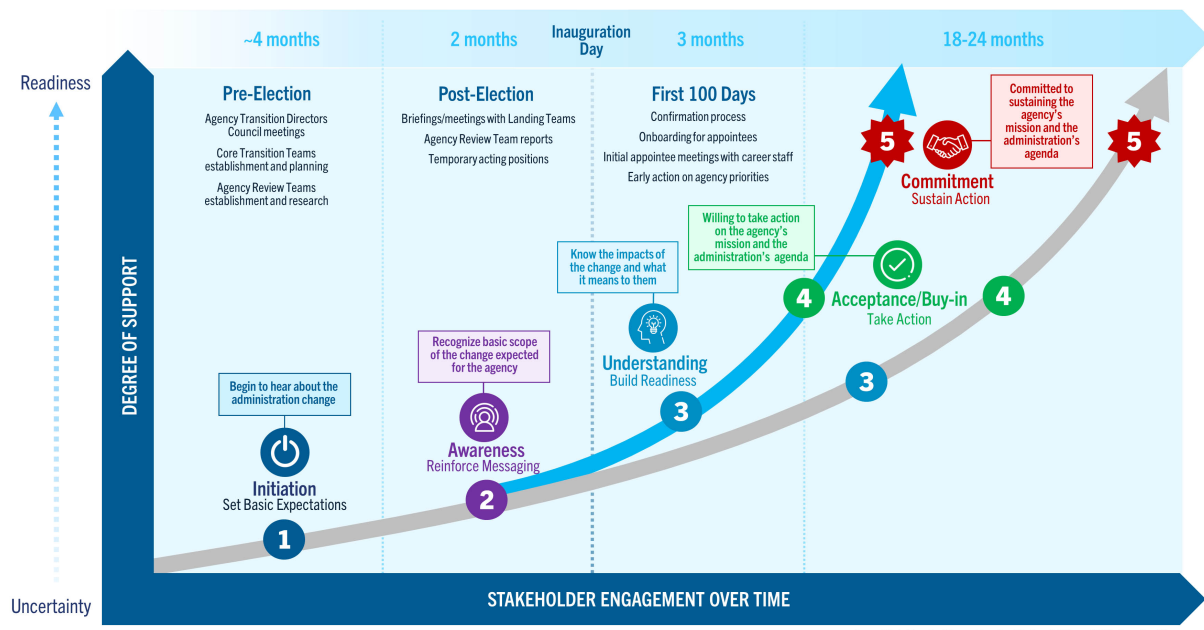 ~4 months
2 months
Inauguration
Day
3 months
18-24 months
Readiness
Uncertainty
DEGREE OF SUPPORT
Pre-Election
Agency Transition Directors
Council meetings
Core Transition Teams
establishment and planning
Agency Review Teams
establishment and research
Post-Election
Briefings/meetings with Landing Teams
Agency Review Team reports
Temporary acting positions
First 100 Days
Confirmation process
Onboarding for appointees
Initial appointee meetings with career staff
Early action on agency priorities
Begin to hear about the
administration change
Initiation
Set Basic Expectations
1
Recognize basic scope
of the change expected
for the agency
Awareness
Reinforce Messaging
2
Know the impacts of
the change and what
it means to them
Understanding
Build Readiness
3
3
Willing to take action
on the agency's
mission and the
administration's agenda
Acceptance/Buy-in
Take Action
4
4
Committed to
sustaining the
agency's
mission and the
administration's
agenda
Commitment
Sustain Action
5
5
STAKEHOLDER ENGAGEMENT OVER TIME